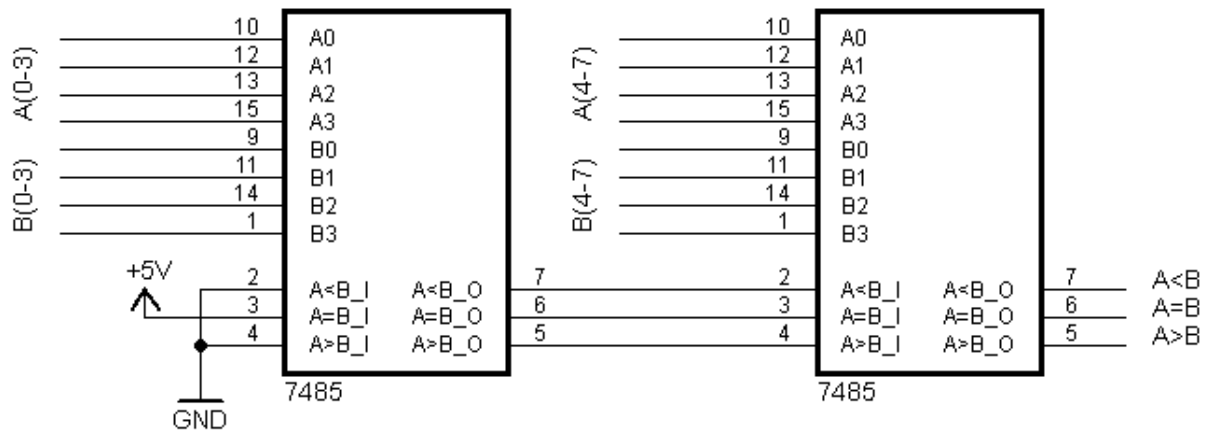 A(0-3)
B(0-3)
10 A0
12 A1
13 A2
15 A3
9 B0
11 B1
14 B2
1 B3
+5V
2 A<B_I A<B_O 7
3 A=B_I A=B_O 6
4 A>B_I A>B_O 5
7485
GND
A(4-7)
B(4-7)
10 A0
12 A1
13 A2
15 A3
9 B0
11 B1
14 B2
1 B3
2 A<B_I A<B_O 7 A<B
3 A=B_I A=B_O 6 A=B
4 A>B_I A>B_O 5 A>B
7485